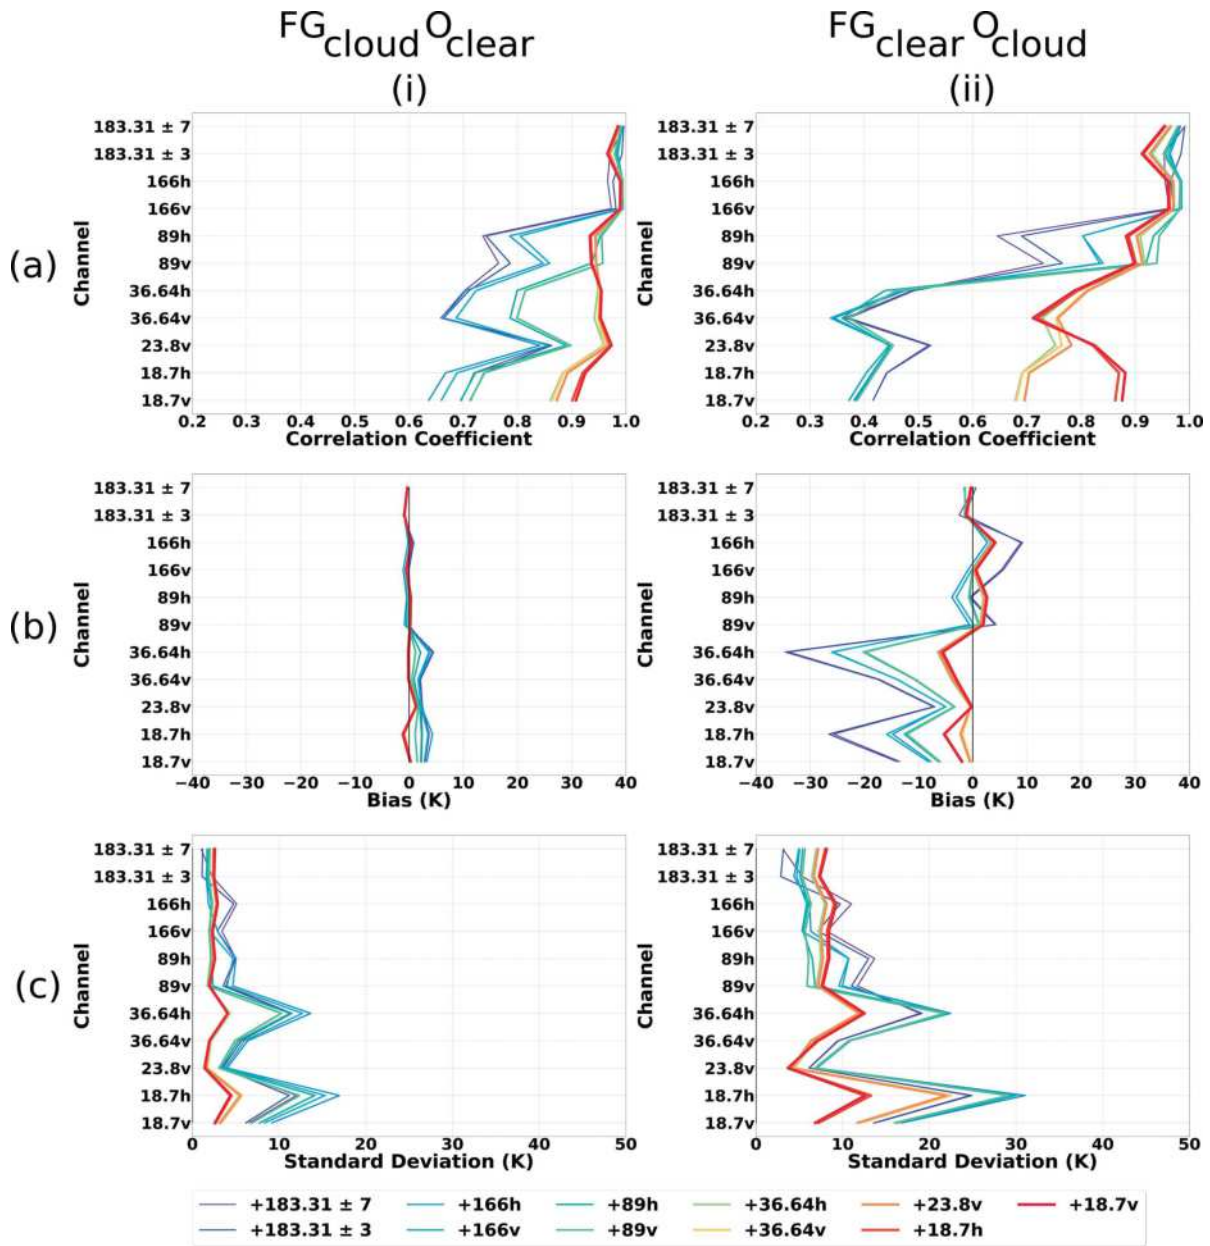 FG cloud O clear
FG clear O cloud
(i)
(ii)
(a)
Channel
183.31 ± 7
183.31 ± 3
166h
166v
89h
89v
36.64h
36.64v
23.8v
18.7h
18.7v
0.2 0.3 0.4 0.5 0.6 0.7 0.8 0.9 1.0
Correlation Coefficient
Channel
183.31 ± 7
183.31 ± 3
166h
166v
89h
89v
36.64h
36.64v
23.8v
18.7h
18.7v
0.2 0.3 0.4 0.5 0.6 0.7 0.8 0.9 1.0
Correlation Coefficient
(b)
Channel
183.31 ± 7
183.31 ± 3
166h
166v
89h
89v
36.64h
36.64v
23.8v
18.7h
18.7v
−40 −30 −20 −10 0 10 20 30 40
Bias (K)
Channel
183.31 ± 7
183.31 ± 3
166h
166v
89h
89v
36.64h
36.64v
23.8v
18.7h
18.7v
−40 −30 −20 −10 0 10 20 30 40
Bias (K)
(c)
Channel
183.31 ± 7
183.31 ± 3
166h
166v
89h
89v
36.64h
36.64v
23.8v
18.7h
18.7v
0 10 20 30 40 50
Standard Deviation (K)
Channel
183.31 ± 7
183.31 ± 3
166h
166v
89h
89v
36.64h
36.64v
23.8v
18.7h
18.7v
0 10 20 30 40 50
Standard Deviation (K)
+183.31 ± 7 +166h +89h +36.64h +23.8v +18.7v
+183.31 ± 3 +166v +89v +36.64v +18.7h